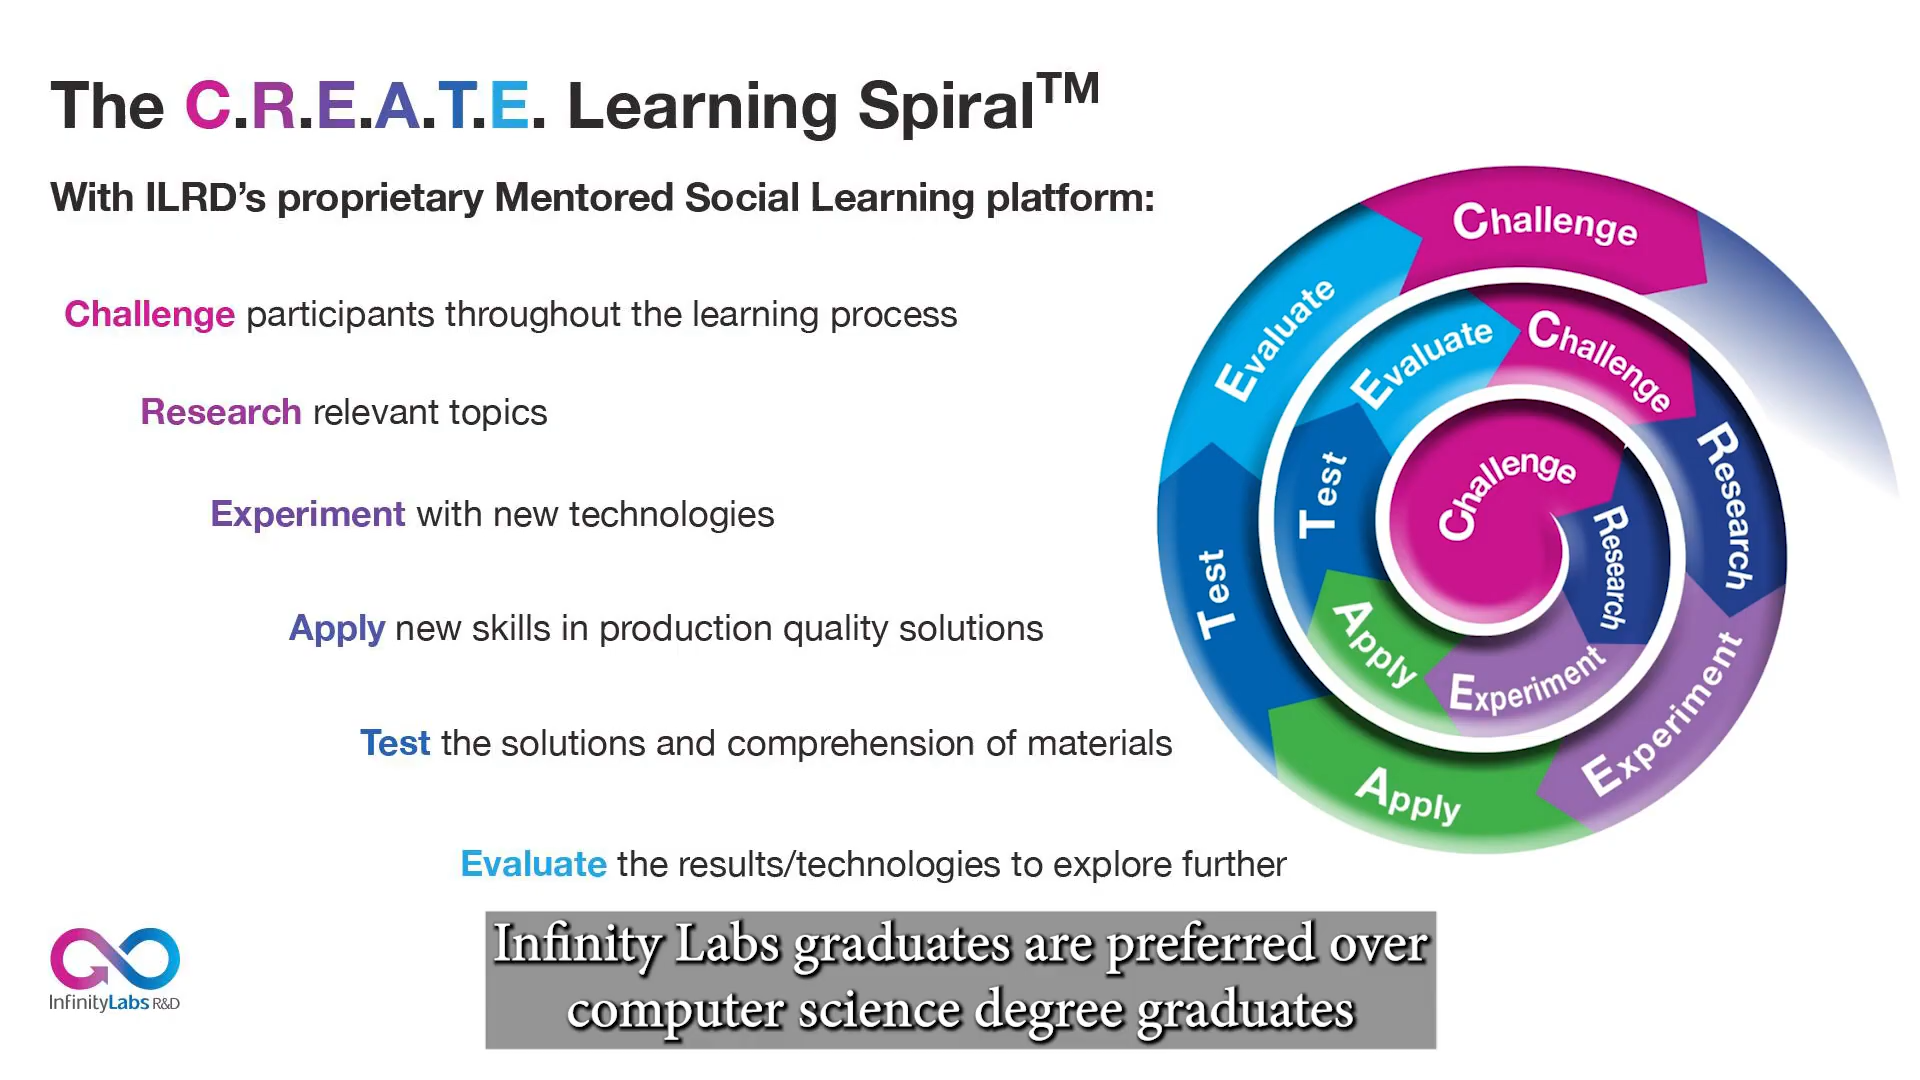 The C.R.E.A.T.E. Learning Spiral™
With ILRD’s proprietary Mentored Social Learning platform:
Challenge participants throughout the learning process
Research relevant topics
Experiment with new technologies
Apply new skills in production quality solutions
Test the solutions and comprehension of materials
Evaluate the results/technologies to explore further
Challenge
Research
Experiment
Apply
Test
Evaluate
Challenge
Research
Experiment
Apply
Test
Evaluate
Challenge
InfinityLabs R&D
Infinity Labs graduates are preferred over
computer science degree graduates